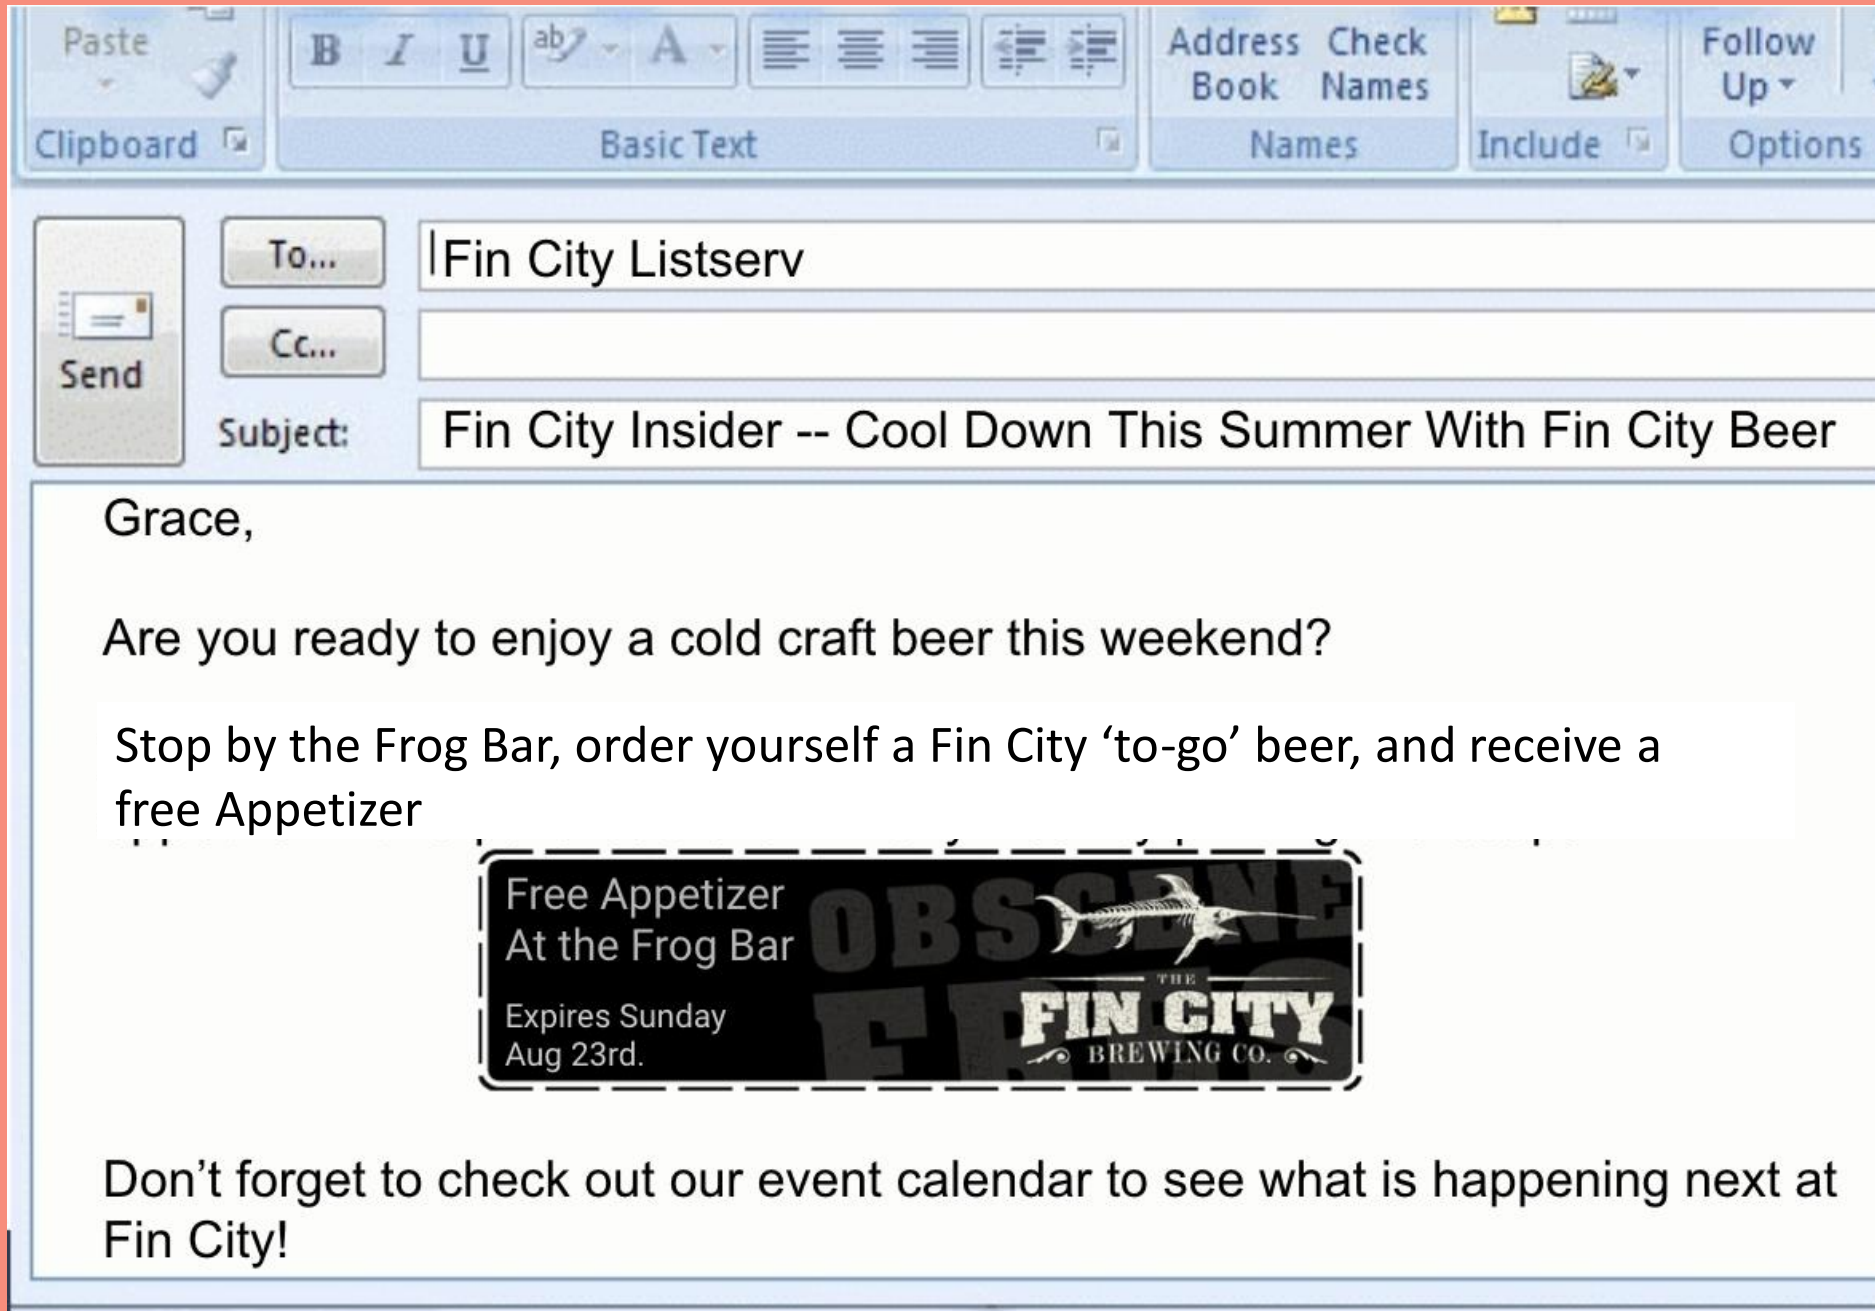 Paste
B I U ab A
Address Check
Book Names
Follow
Up
Clipboard
Basic Text
Names
Include
Options
To...
Fin City Listserv
Cc...
Send
Subject:
Fin City Insider -- Cool Down This Summer With Fin City Beer
Grace,
Are you ready to enjoy a cold craft beer this weekend?
Stop by the Frog Bar, order yourself a Fin City ‘to-go’ beer, and receive a
free Appetizer
Free Appetizer
At the Frog Bar
Expires Sunday
Aug 23rd.
OBSCENE
THE
FIN CITY
BREWING CO.
Don’t forget to check out our event calendar to see what is happening next at
Fin City!